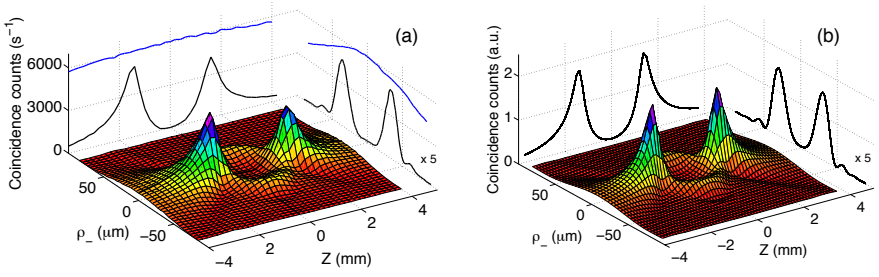 (a)
Coincidence counts (s⁻¹)
6000
3000
0
50
0
−50
ρ_ (μm)
−4
2
0
2
4
Z (mm)
x 5
(b)
Coincidence counts (a.u.)
2
1
0
50
0
−50
ρ_ (μm)
−4
−2
0
2
4
Z (mm)
x 5